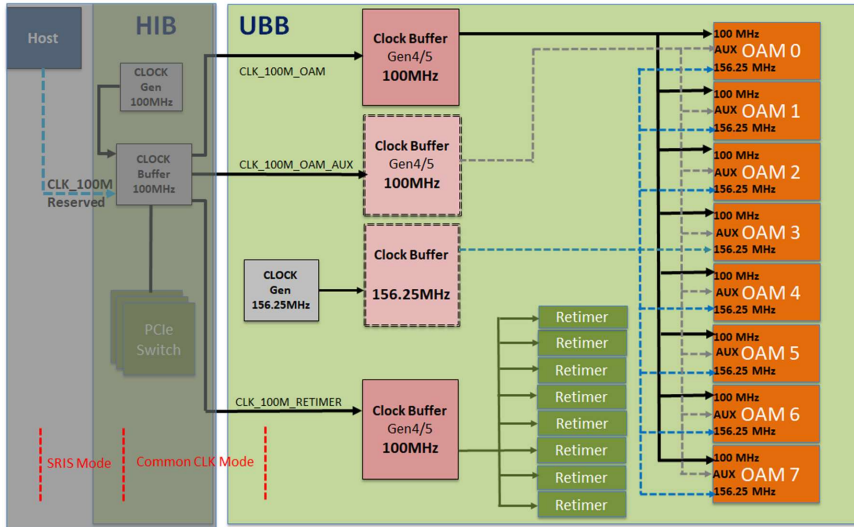 Host
HIB
CLOCK
Gen
100MHz
CLOCK
Buffer
100MHz
CLK_100M
Reserved
PCIe
Switch
SRIS Mode
Common CLK Mode
UBB
CLK_100M_OAM
Clock Buffer
Gen4/5
100MHz
CLK_100M_OAM_AUX
Clock Buffer
Gen4/5
100MHz
CLOCK
Gen
156.25MHz
Clock Buffer
156.25MHz
CLK_100M_RETIMER
Clock Buffer
Gen4/5
100MHz
Retimer
Retimer
Retimer
Retimer
Retimer
Retimer
Retimer
Retimer
100 MHz
AUX OAM 0
156.25 MHz
100 MHz
AUX OAM 1
156.25 MHz
100 MHz
AUX OAM 2
156.25 MHz
100 MHz
AUX OAM 3
156.25 MHz
100 MHz
AUX OAM 4
156.25 MHz
100 MHz
AUX OAM 5
156.25 MHz
100 MHz
AUX OAM 6
156.25 MHz
100 MHz
AUX OAM 7
156.25 MHz